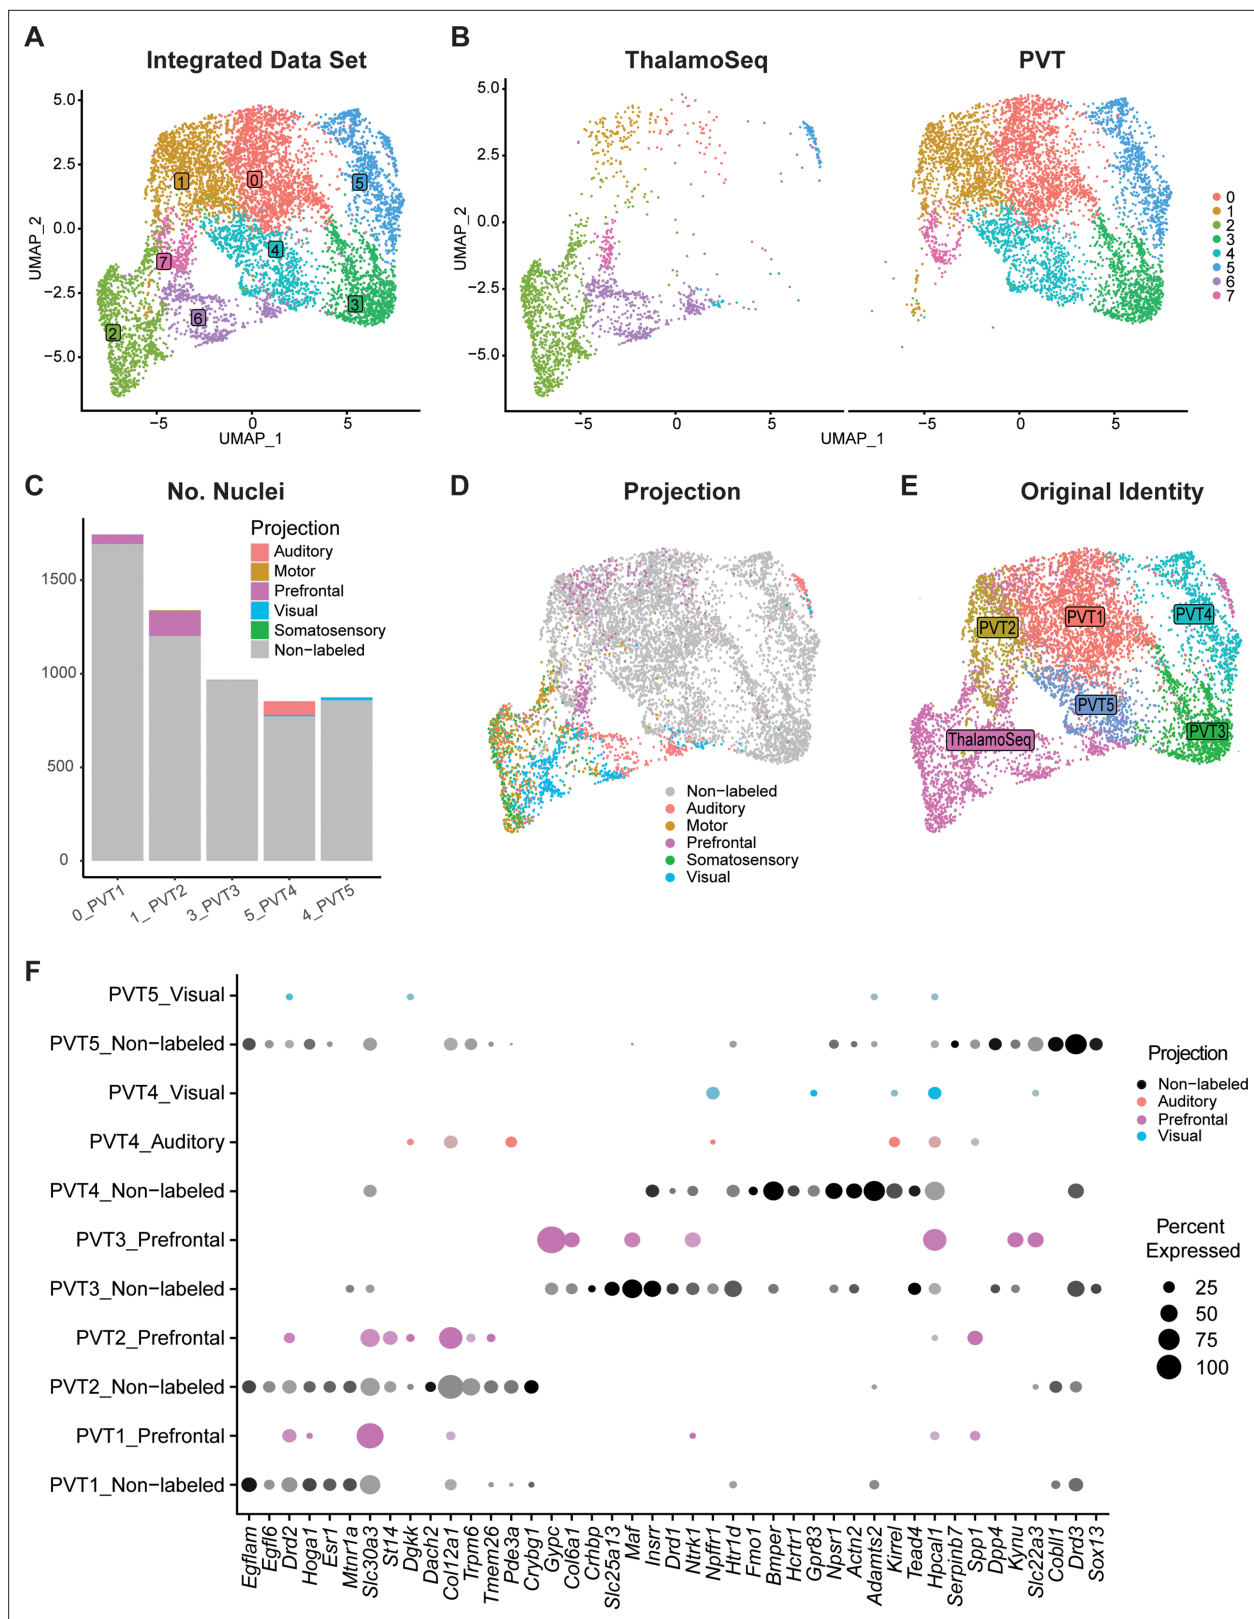 A
Integrated Data Set
5.0
2.5
0.0
−2.5
−5.0
−5
0
5
UMAP_2
UMAP_1
0
1
2
3
4
5
6
7
B
ThalamoSeq
PVT
5.0
2.5
0.0
−2.5
−5.0
−5
0
5
−5
0
5
UMAP_2
UMAP_1
0
1
2
3
4
5
6
7
C
No. Nuclei
1500
1000
500
0
0_PVT1
1_PVT2
3_PVT3
5_PVT4
4_PVT5
Projection
Auditory
Motor
Prefrontal
Visual
Somatosensory
Non−labeled
D
Projection
Non−labeled
Auditory
Motor
Prefrontal
Somatosensory
Visual
E
Original Identity
PVT1
PVT2
PVT4
PVT5
PVT3
ThalamoSeq
F
PVT5_Visual
PVT5_Non−labeled
PVT4_Visual
PVT4_Auditory
PVT4_Non−labeled
PVT3_Prefrontal
PVT3_Non−labeled
PVT2_Prefrontal
PVT2_Non−labeled
PVT1_Prefrontal
PVT1_Non−labeled
Egflam
Egfl6
Drd2
Hoga1
Esr1
Mtnr1a
Slc30a3
St14
Dgkk
Dach2
Col12a1
Trpm6
Tmem26
Pde3a
Crybg1
Gypc
Col6a1
Crhbp
Slc25a13
Maf
Insrr
Drd1
Ntrk1
Npffr1
Htr1d
Fmo1
Bmper
Hcrtr1
Gpr83
Npsr1
Actn2
Adamts2
Kirrel
Tead4
Hpcal1
Serpinb7
Spp1
Dpp4
Kynu
Slc22a3
Cobll1
Drd3
Sox13
Projection
Non−labeled
Auditory
Prefrontal
Visual
Percent
Expressed
25
50
75
100